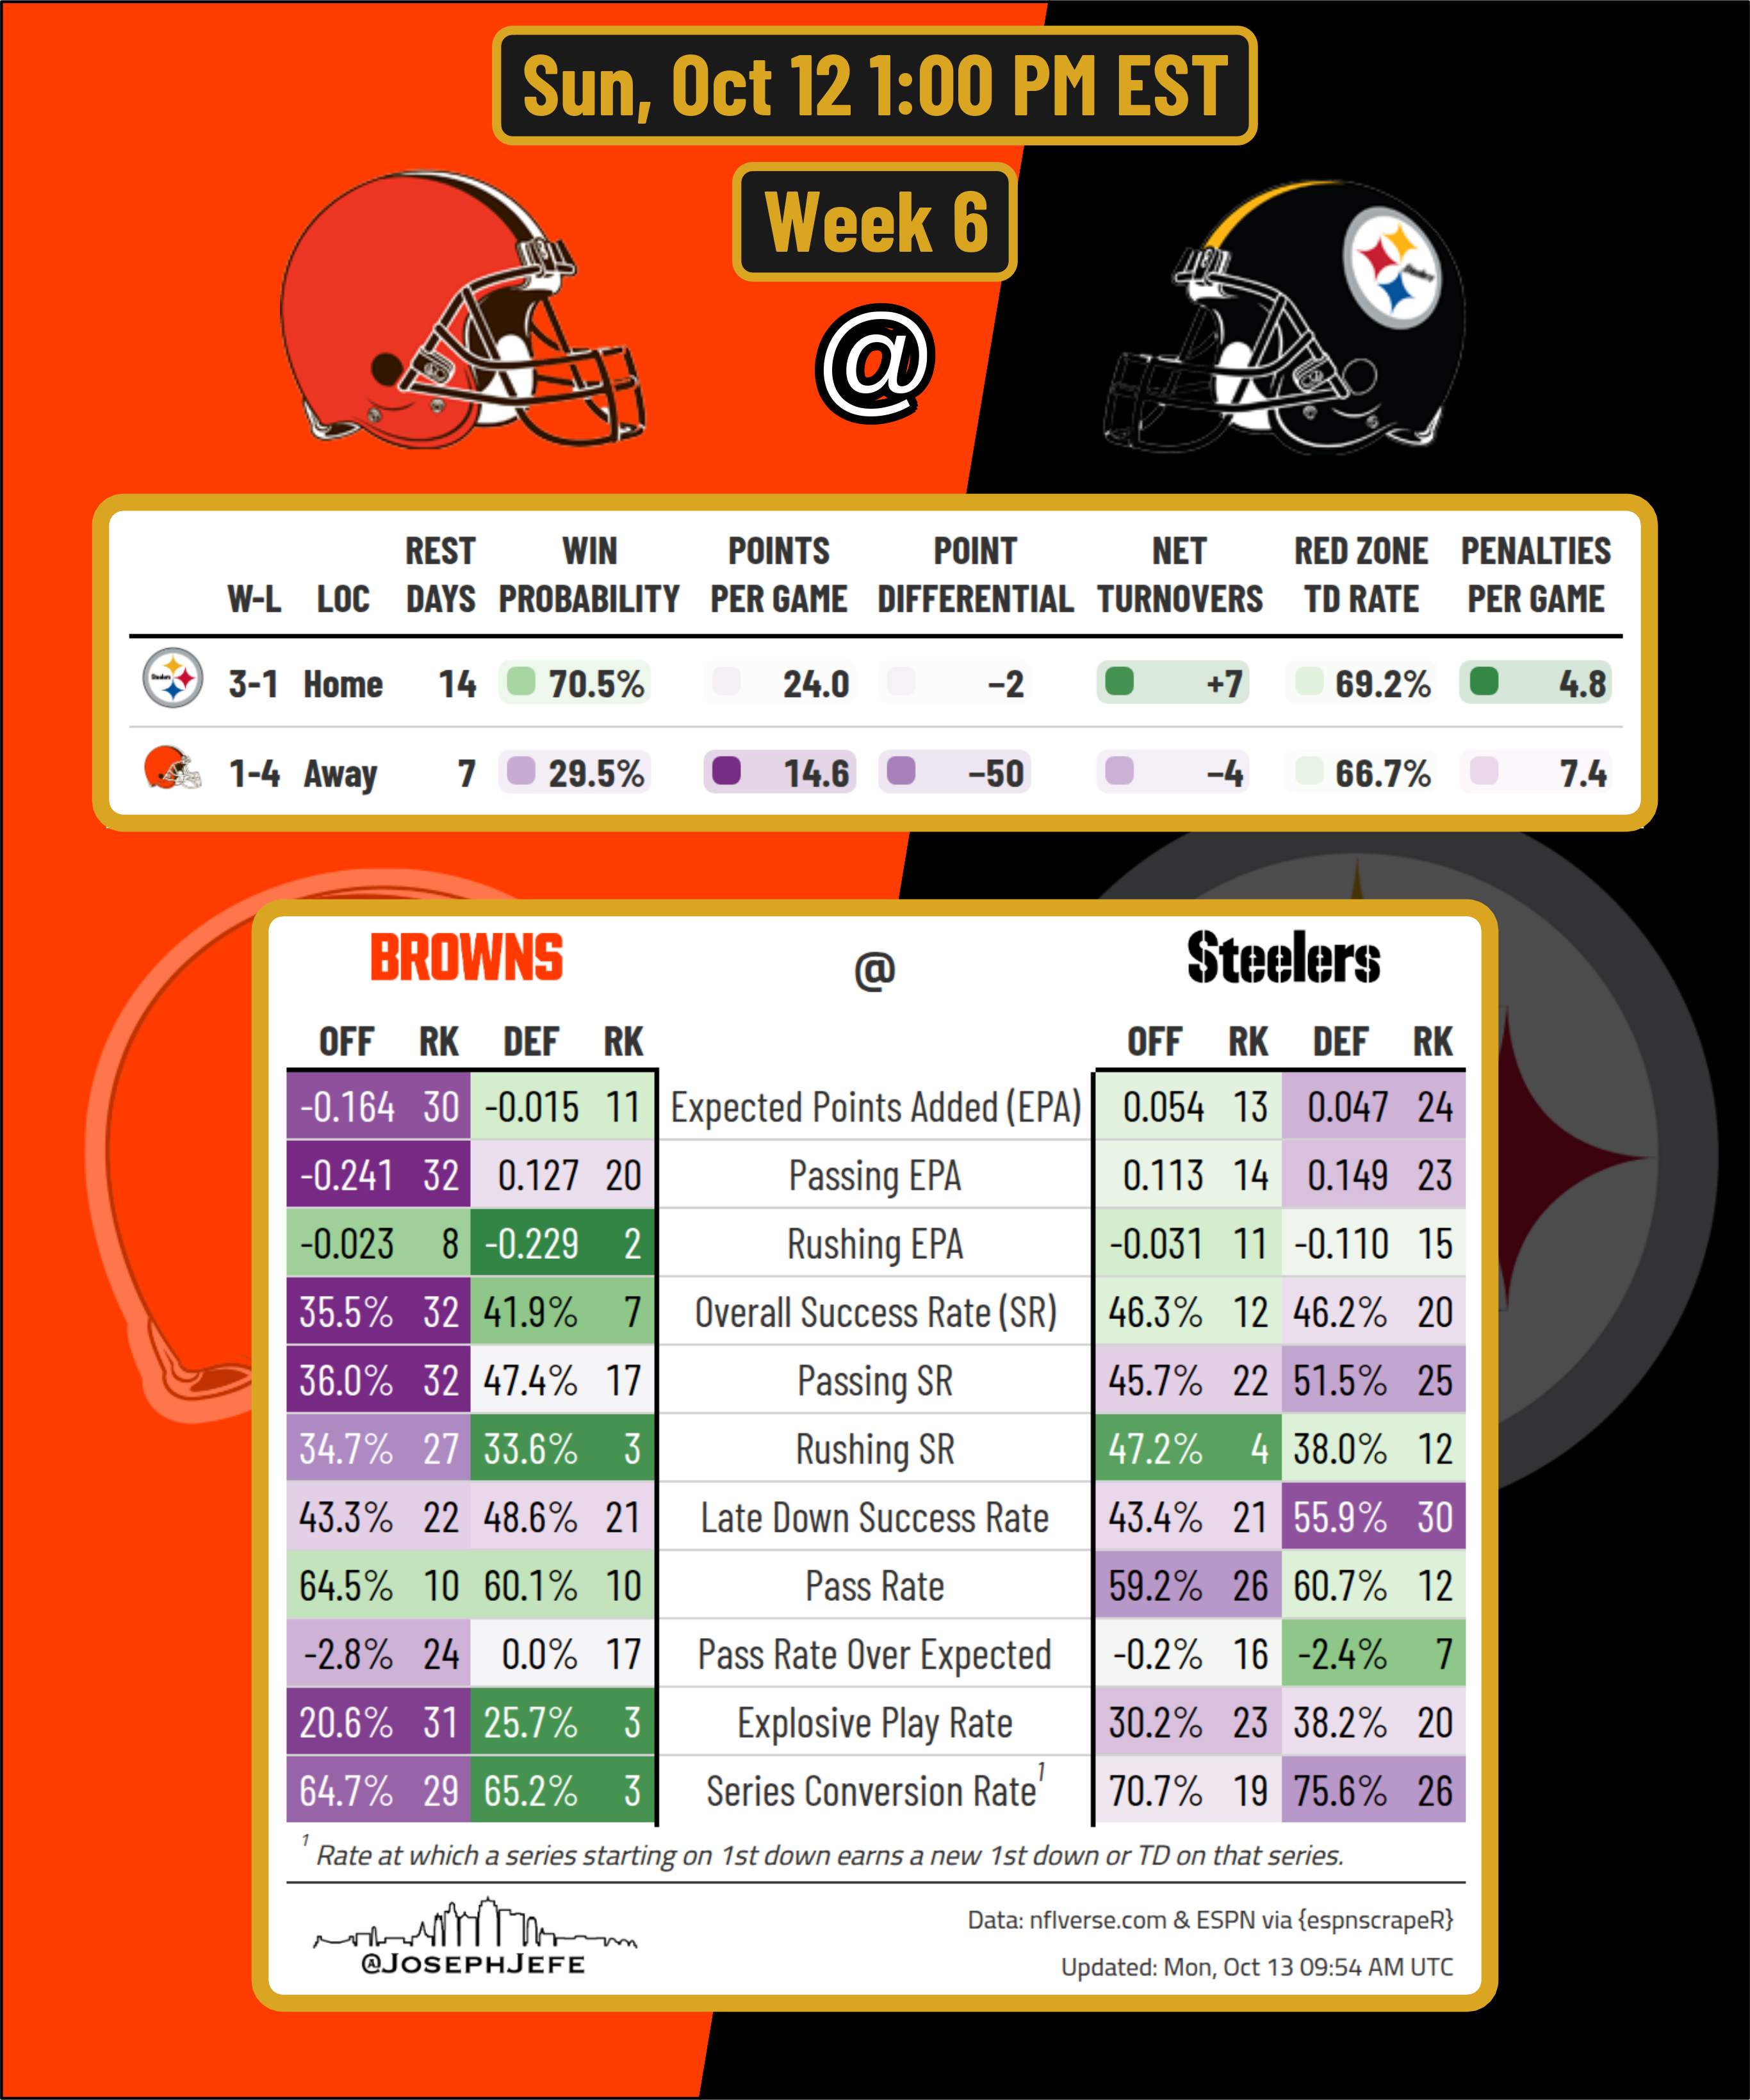 Sun, Oct 12 1:00 PM EST
Week 6
@
W-L LOC REST DAYS WIN PROBABILITY POINTS PER GAME POINT DIFFERENTIAL NET TURNOVERS RED ZONE TD RATE PENALTIES PER GAME
3-1 Home 14 70.5% 24.0 −2 +7 69.2% 4.8
1-4 Away 7 29.5% 14.6 −50 −4 66.7% 7.4
BROWNS @ Steelers
OFF RK DEF RK OFF RK DEF RK
-0.164 30 -0.015 11 Expected Points Added (EPA) 0.054 13 0.047 24
-0.241 32 0.127 20 Passing EPA 0.113 14 0.149 23
-0.023 8 -0.229 2 Rushing EPA -0.031 11 -0.110 15
35.5% 32 41.9% 7 Overall Success Rate (SR) 46.3% 12 46.2% 20
36.0% 32 47.4% 17 Passing SR 45.7% 22 51.5% 25
34.7% 27 33.6% 3 Rushing SR 47.2% 4 38.0% 12
43.3% 22 48.6% 21 Late Down Success Rate 43.4% 21 55.9% 30
64.5% 10 60.1% 10 Pass Rate 59.2% 26 60.7% 12
-2.8% 24 0.0% 17 Pass Rate Over Expected -0.2% 16 -2.4% 7
20.6% 31 25.7% 3 Explosive Play Rate 30.2% 23 38.2% 20
64.7% 29 65.2% 3 Series Conversion Rate¹ 70.7% 19 75.6% 26
¹ Rate at which a series starting on 1st down earns a new 1st down or TD on that series.
@JOSEPHJEFE
Data: nflverse.com & ESPN via {espnscrapeR}
Updated: Mon, Oct 13 09:54 AM UTC